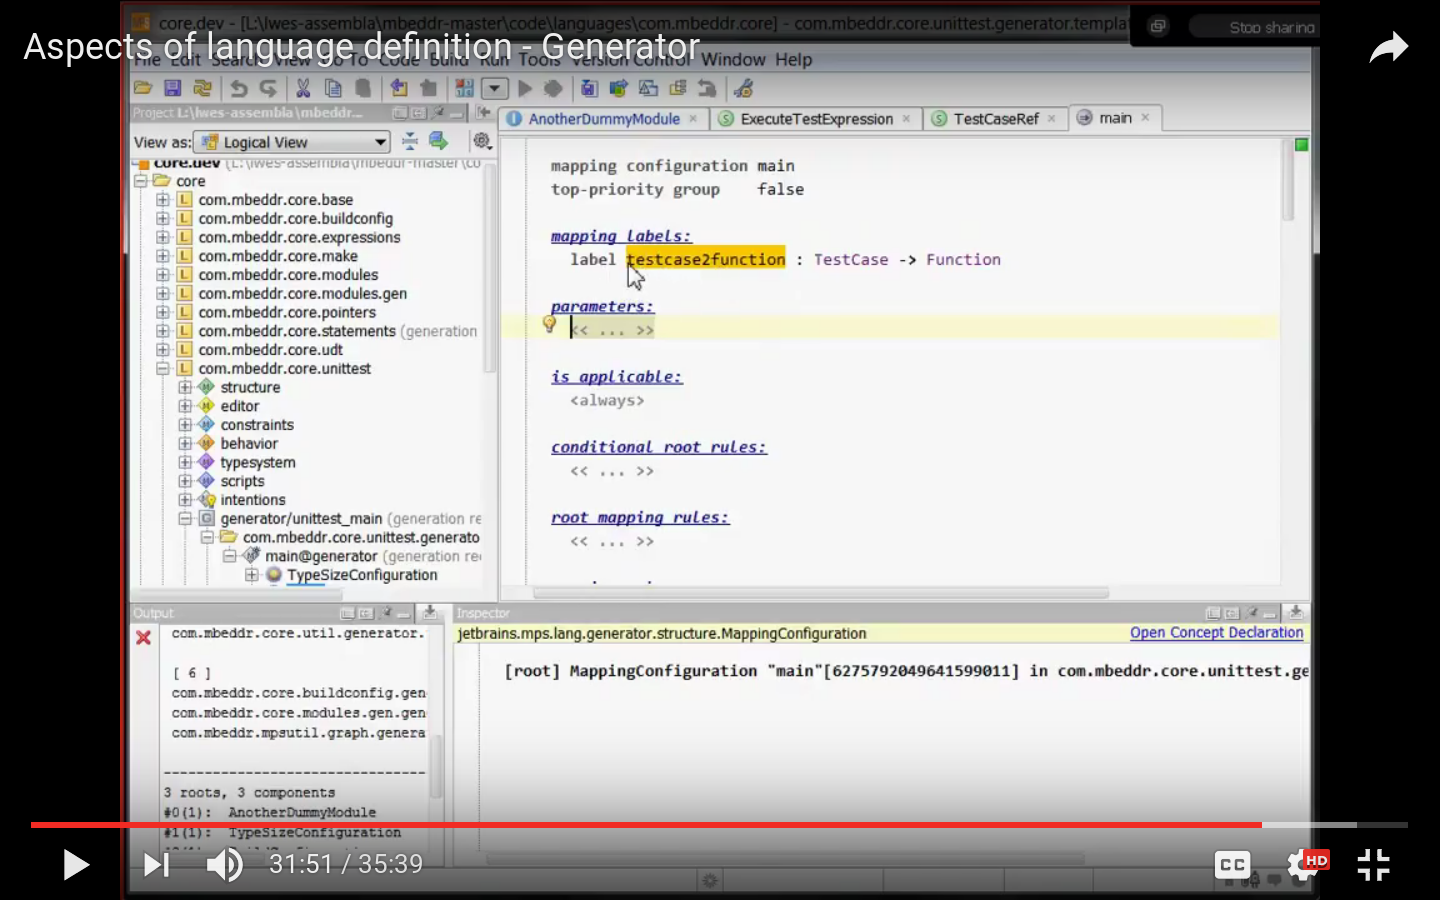 core.dev - [L:\lwes-assembla\mbeddr-master\code\languages\com.mbeddr.core] - com.mbeddr.core.unittest.generator.templa
Stop sharing
Aspects of language definition - Generator
File Edit Search View Go To Code Build Run Tools Version Control Window Help
Project L:\lwes-assembla\mbeddr...
AnotherDummyModule
ExecuteTestExpression
TestCaseRef
main
View as: Logical View
core.dev (L:\lwes-assembla\mbeddr-master\co
core
com.mbeddr.core.base
com.mbeddr.core.buildconfig
com.mbeddr.core.expressions
com.mbeddr.core.make
com.mbeddr.core.modules
com.mbeddr.core.modules.gen
com.mbeddr.core.pointers
com.mbeddr.core.statements (generation
com.mbeddr.core.udt
com.mbeddr.core.unittest
structure
editor
constraints
behavior
typesystem
scripts
intentions
generator/unittest_main (generation re
com.mbeddr.core.unittest.generato
main@generator (generation rec
TypeSizeConfiguration
mapping configuration main
top-priority group false
mapping labels:
label testcase2function : TestCase -> Function
parameters:
<< ... >>
is applicable:
<always>
conditional root rules:
<< ... >>
root mapping rules:
<< ... >>
Output
com.mbeddr.core.util.generator.
[ 6 ]
com.mbeddr.core.buildconfig.gen
com.mbeddr.core.modules.gen.gen
com.mbeddr.mpsutil.graph.genera
--------------------------------
3 roots, 3 components
#0(1): AnotherDummyModule
#1(1): TypeSizeConfiguration
Inspector
jetbrains.mps.lang.generator.structure.MappingConfiguration
Open Concept Declaration
[root] MappingConfiguration "main"[6275792049641599011] in com.mbeddr.core.unittest.ge
31:51 / 35:39
CC
HD